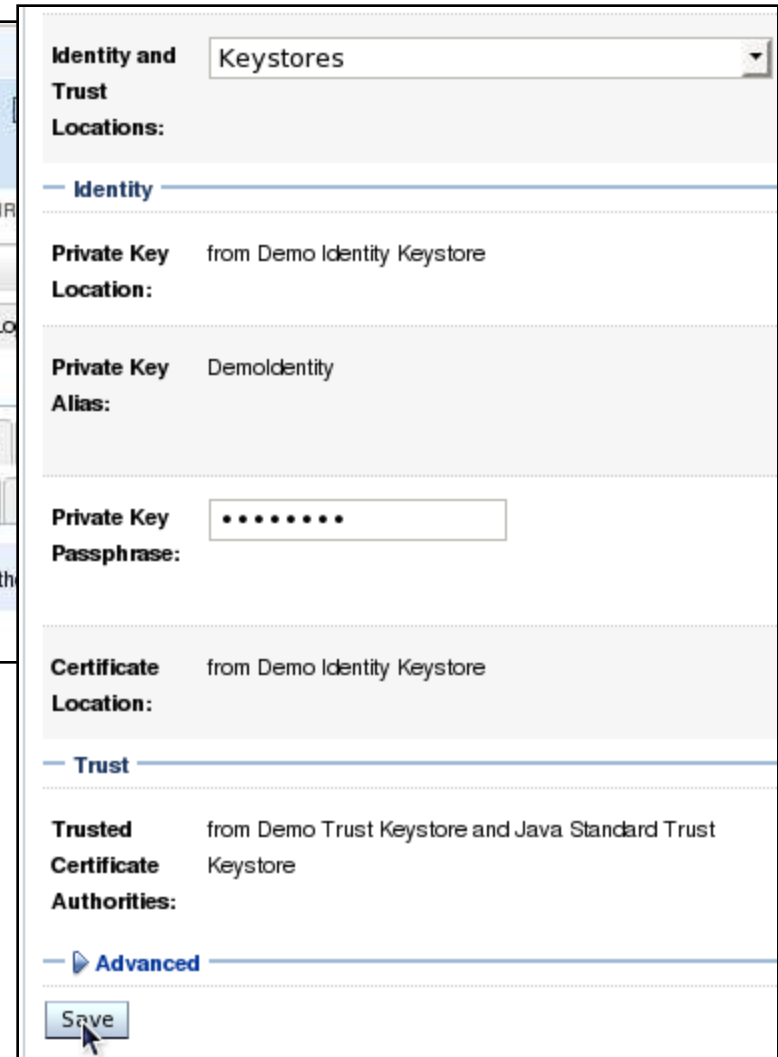 Identity and
Trust
Locations:
Keystores
Identity
Private Key
Location:
from Demo Identity Keystore
Private Key
Alias:
DemoIdentity
Private Key
Passphrase:
••••••••
Certificate
Location:
from Demo Identity Keystore
Trust
Trusted
Certificate
Authorities:
from Demo Trust Keystore and Java Standard Trust
Keystore
Advanced
Save